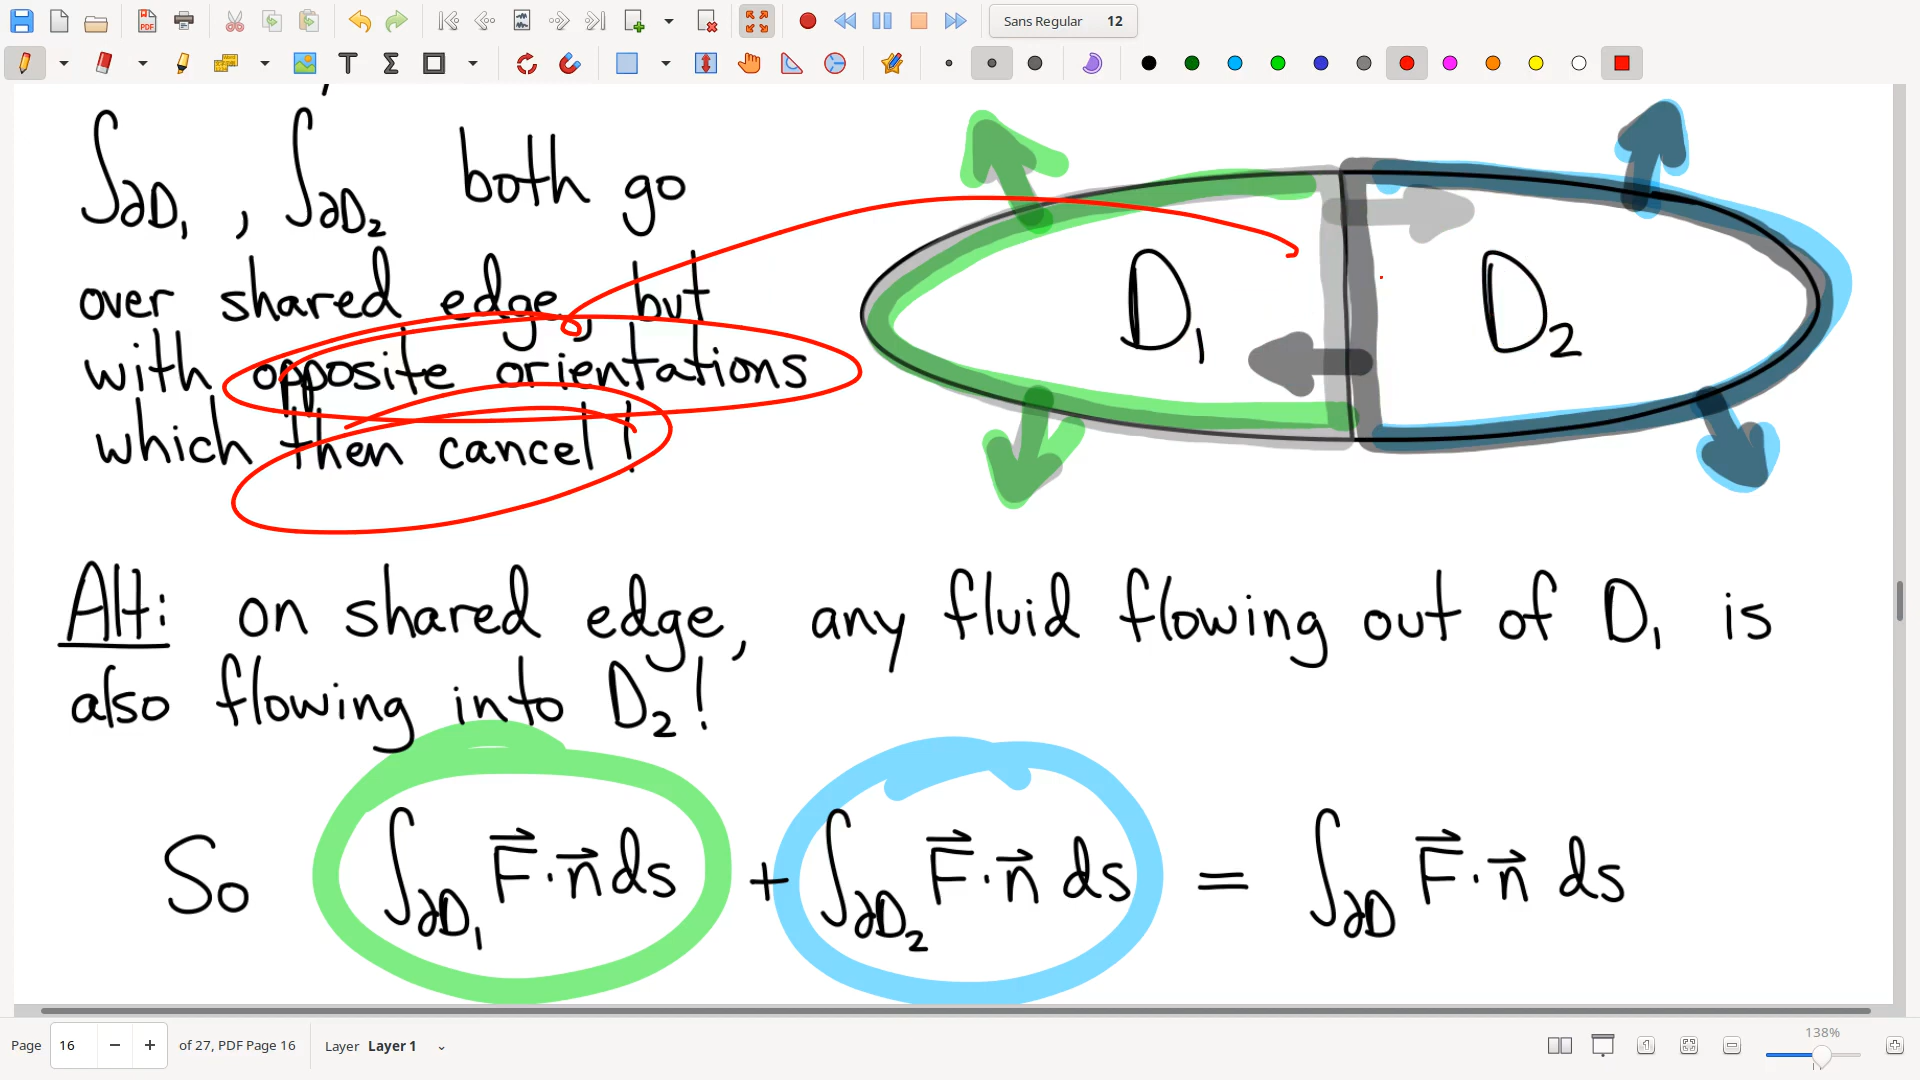 Sans Regular 12
∫∂D₁ , ∫∂D₂ both go
over shared edge, but
with opposite orientations
which then cancel!
D₁
D₂
Alt: on shared edge, any fluid flowing out of D₁ is
also flowing into D₂!
So ∫∂D₁ F⃗·n⃗ ds + ∫∂D₂ F⃗·n⃗ ds = ∫∂D F⃗·n⃗ ds
Page 16 − + of 27, PDF Page 16 Layer Layer 1 138%